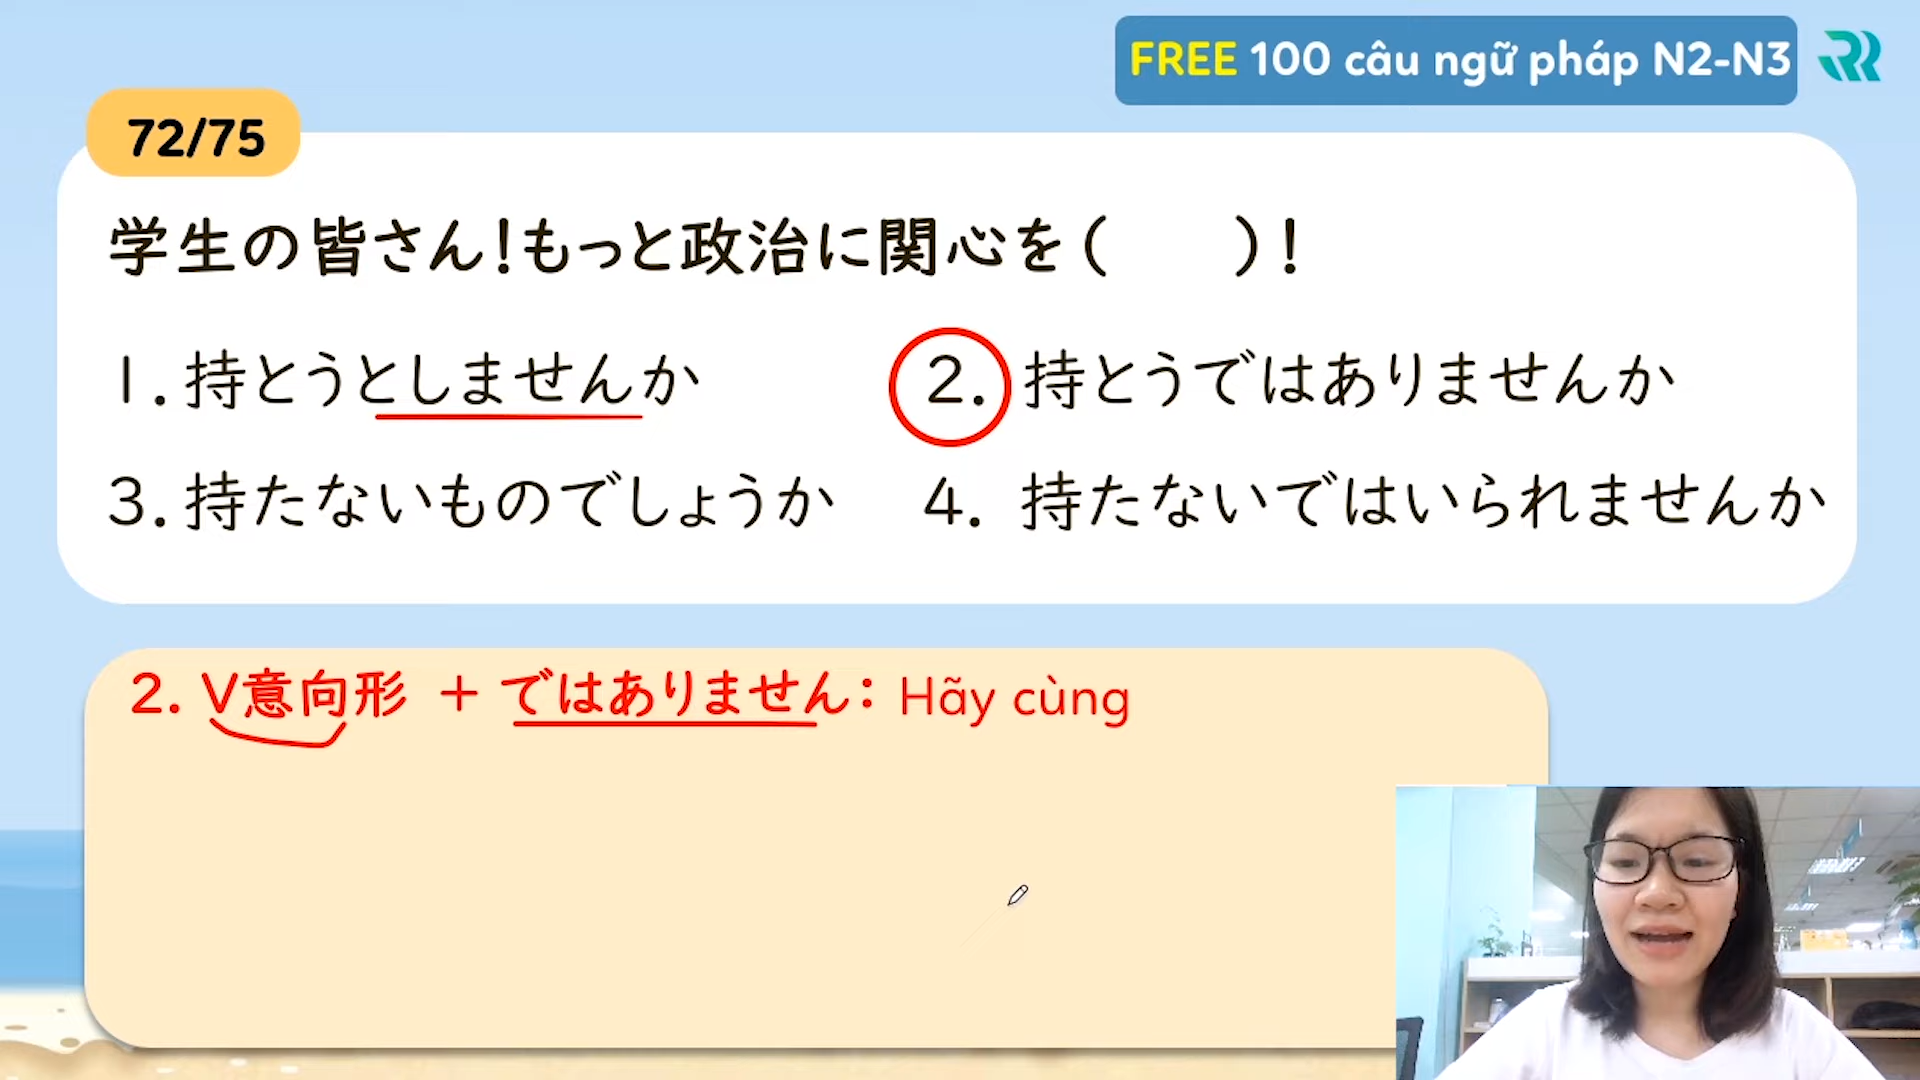 FREE 100 câu ngữ pháp N2-N3
72/75
学生の皆さん!もっと政治に関心を(　　)!
1.持とうとしませんか
2.持とうではありませんか
3.持たないものでしょうか
4.持たないではいられませんか
2. V意向形 + ではありません: Hãy cùng